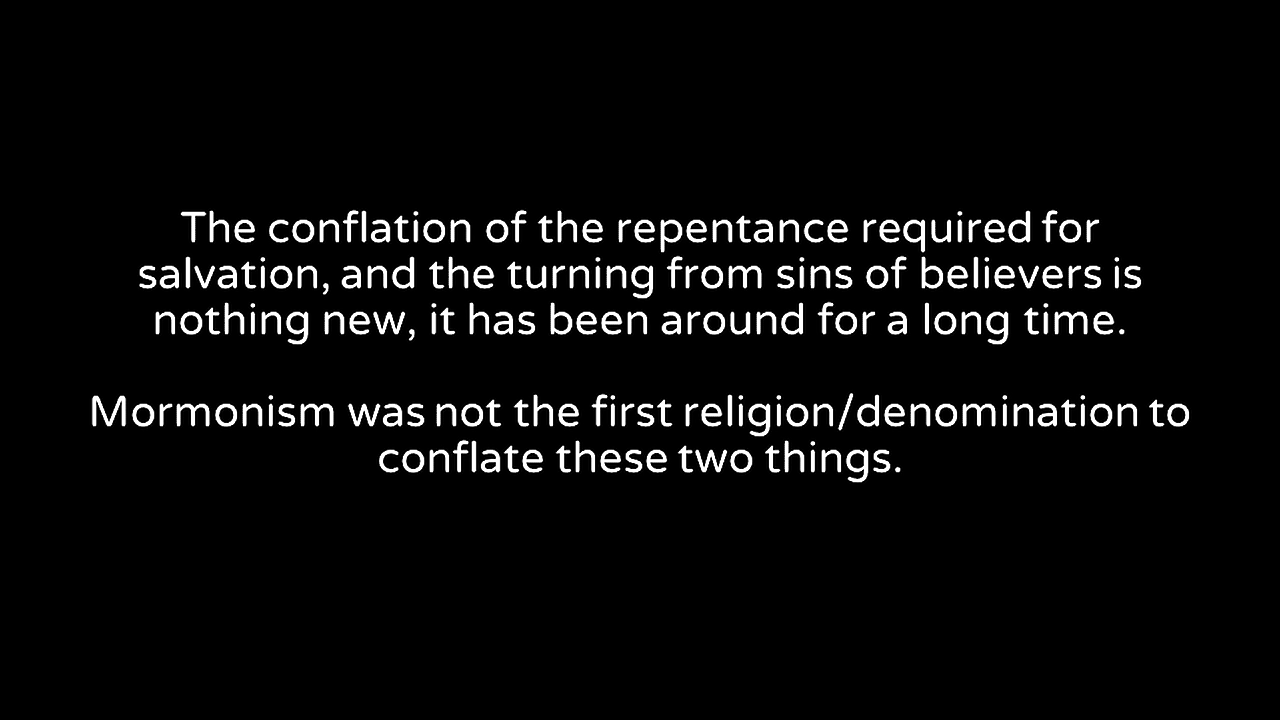 The conflation of the repentance required for
salvation, and the turning from sins of believers is
nothing new, it has been around for a long time.
Mormonism was not the first religion/denomination to
conflate these two things.